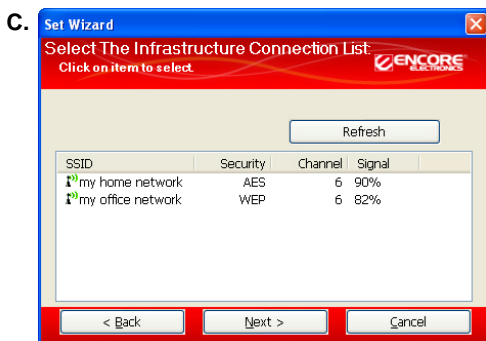 C.
Set Wizard
Select The Infrastructure Connection List:
Click on item to select.
ENCORE
ELECTRONICS
Refresh
SSID Security Channel Signal
my home network AES 6 90%
my office network WEP 6 82%
< Back Next > Cancel